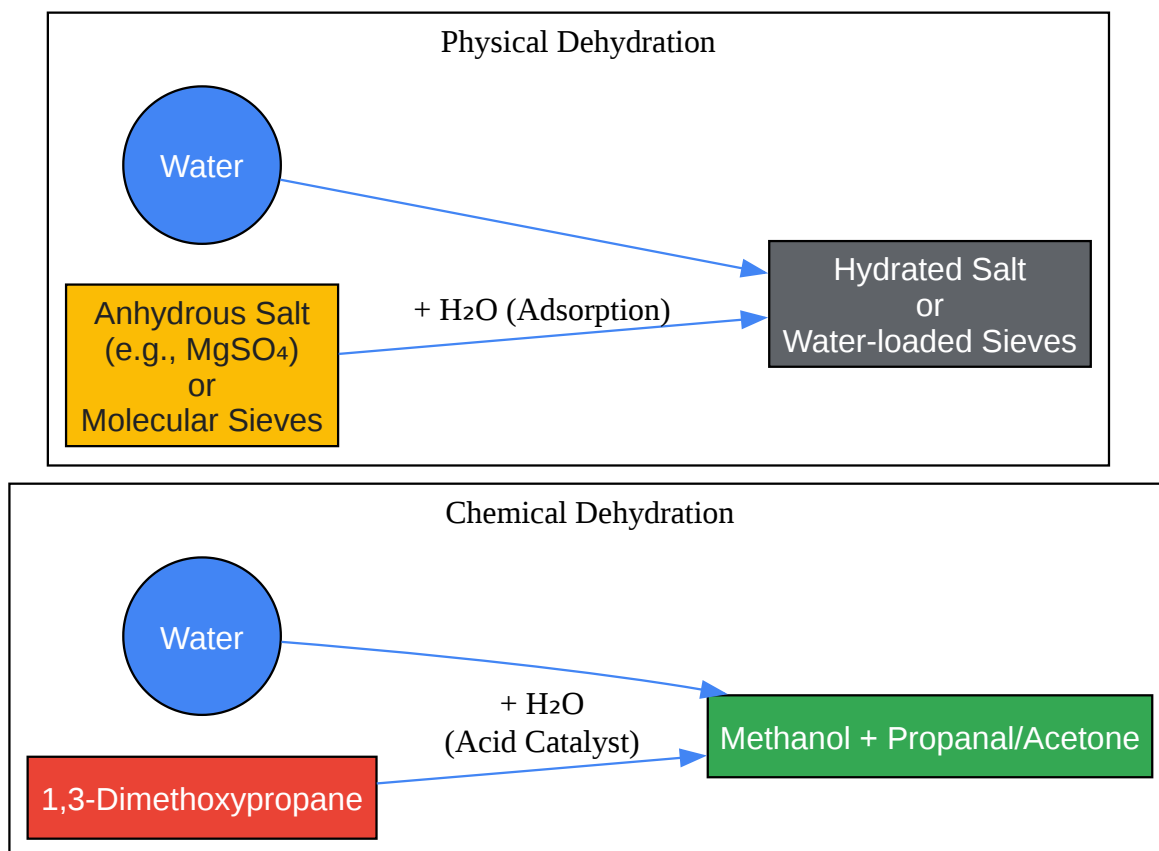 Physical Dehydration
Water
Anhydrous Salt
(e.g., MgSO₄)
or
Molecular Sieves
+ H₂O (Adsorption)
Hydrated Salt
or
Water-loaded Sieves
Chemical Dehydration
Water
1,3-Dimethoxypropane
+ H₂O
(Acid Catalyst)
Methanol + Propanal/Acetone